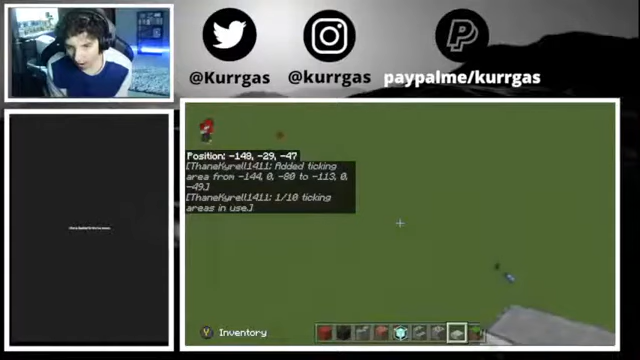 @Kurrgas
@kurrgas
paypalme/kurrgas
Position: -148, -29, -47
[ThaneKyrell1411: Added ticking
area from -144, 0, -80 to -113, 0,
-49.]
[ThaneKyrell1411: 1/10 ticking
areas in use.]
Y Inventory